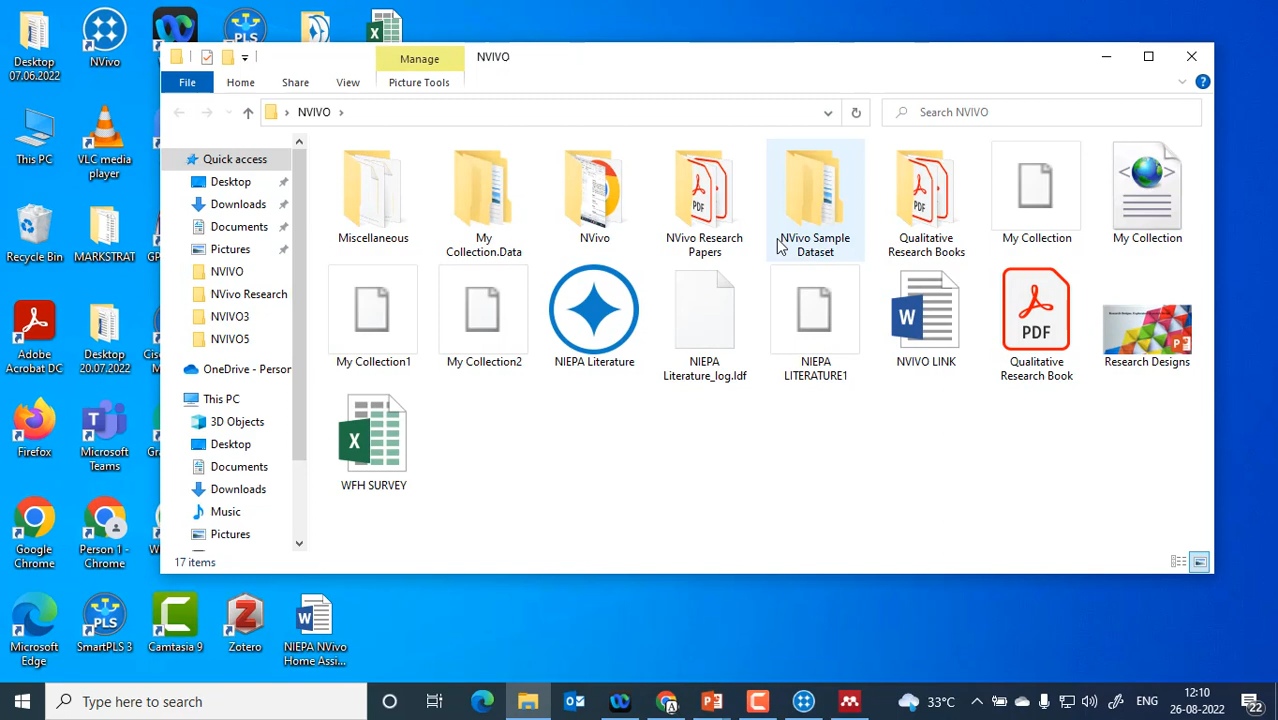 Desktop
07.06.2022
NVivo
PLS
Manage
NVIVO
File
Home
Share
View
Picture Tools
NVIVO
Search NVIVO
This PC
VLC media
player
Recycle Bin
MARKSTRAT
Adobe
Acrobat DC
Desktop
20.07.2022
Firefox
Microsoft
Teams
Google
Chrome
Person 1 -
Chrome
Quick access
Desktop
Downloads
Documents
Pictures
NVIVO
NVivo Research
NVIVO3
NVIVO5
OneDrive - Person
This PC
3D Objects
Desktop
Documents
Downloads
Music
Pictures
Miscellaneous
My
Collection.Data
NVivo
NVivo Research
Papers
NVivo Sample
Dataset
Qualitative
Research Books
My Collection
My Collection
My Collection1
My Collection2
NIEPA Literature
NIEPA
Literature_log.ldf
NIEPA
LITERATURE1
NVIVO LINK
PDF
Qualitative
Research Book
Research Designs
WFH SURVEY
17 items
Microsoft
Edge
PLS
SmartPLS 3
Camtasia 9
Zotero
NIEPA NVivo
Home Assi...
Type here to search
33°C
ENG
12:10
26-08-2022
22